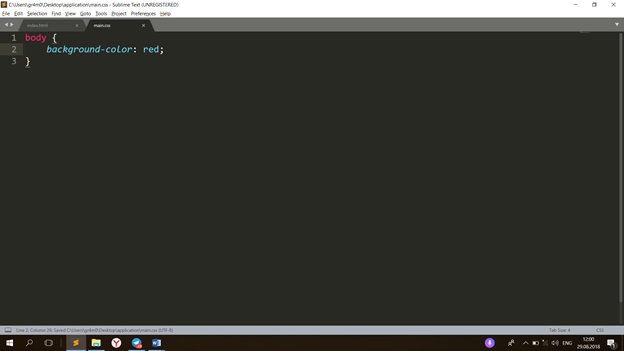 C:\Users\gr4m0\Desktop\application\main.css - Sublime Text (UNREGISTERED)
File Edit Selection Find View Goto Tools Project Preferences Help
index.html
main.css
1 body {
2 background-color: red;
3 }
Line 2, Column 26; Saved C:\Users\gr4m0\Desktop\application\main.css (UTF-8)
Tab Size: 4
CSS
ENG
12:00
29.08.2018